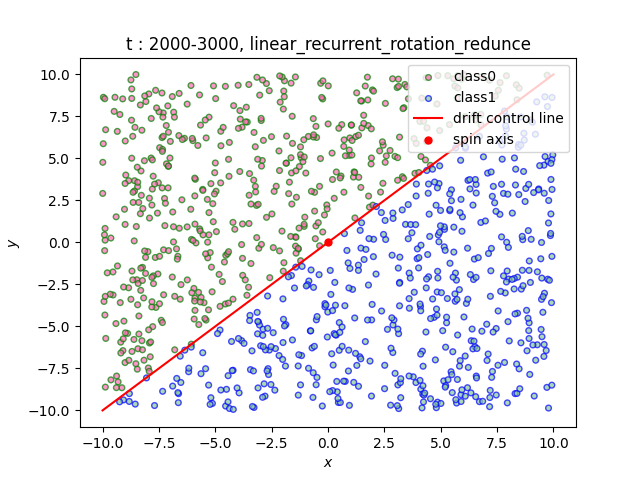 t : 2000-3000, linear_recurrent_rotation_redunce
class0
class1
drift control line
spin axis
10.0
7.5
5.0
2.5
0.0
−2.5
−5.0
−7.5
−10.0
y
−10.0 −7.5 −5.0 −2.5 0.0 2.5 5.0 7.5 10.0
x